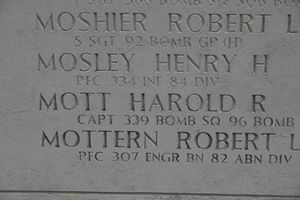 MOSHIER ROBERT L
S SGT 92 BOMB GP (H)
MOSLEY HENRY H
PFC 334 INF 84 DIV
MOTT HAROLD R
CAPT 339 BOMB SQ 96 BOMB
MOTTERN ROBERT L
PFC 307 ENGR BN 82 ABN DIV